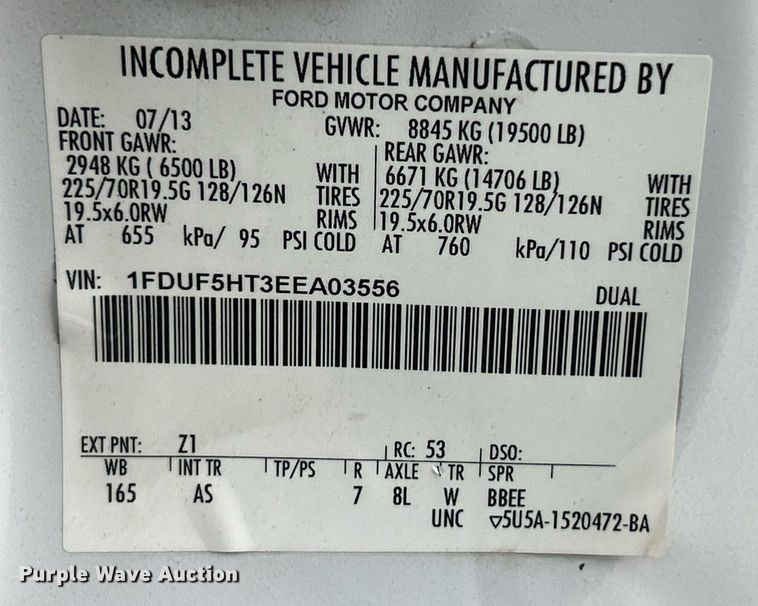 INCOMPLETE VEHICLE MANUFACTURED BY
FORD MOTOR COMPANY
DATE: 07/13 GVWR: 8845 KG (19500 LB)
FRONT GAWR: REAR GAWR:
2948 KG ( 6500 LB) WITH 6671 KG (14706 LB) WITH
225/70R19.5G 128/126N TIRES 225/70R19.5G 128/126N TIRES
19.5x6.0RW RIMS 19.5x6.0RW RIMS
AT 655 kPa/ 95 PSI COLD AT 760 kPa/110 PSI COLD
VIN: 1FDUF5HT3EEA03556 DUAL
EXT PNT: Z1 RC: 53 DSO:
WB INT TR TP/PS R AXLE TR SPR
165 AS 7 8L W BBEE
UNC ▽5U5A-1520472-BA
Purple Wave Auction